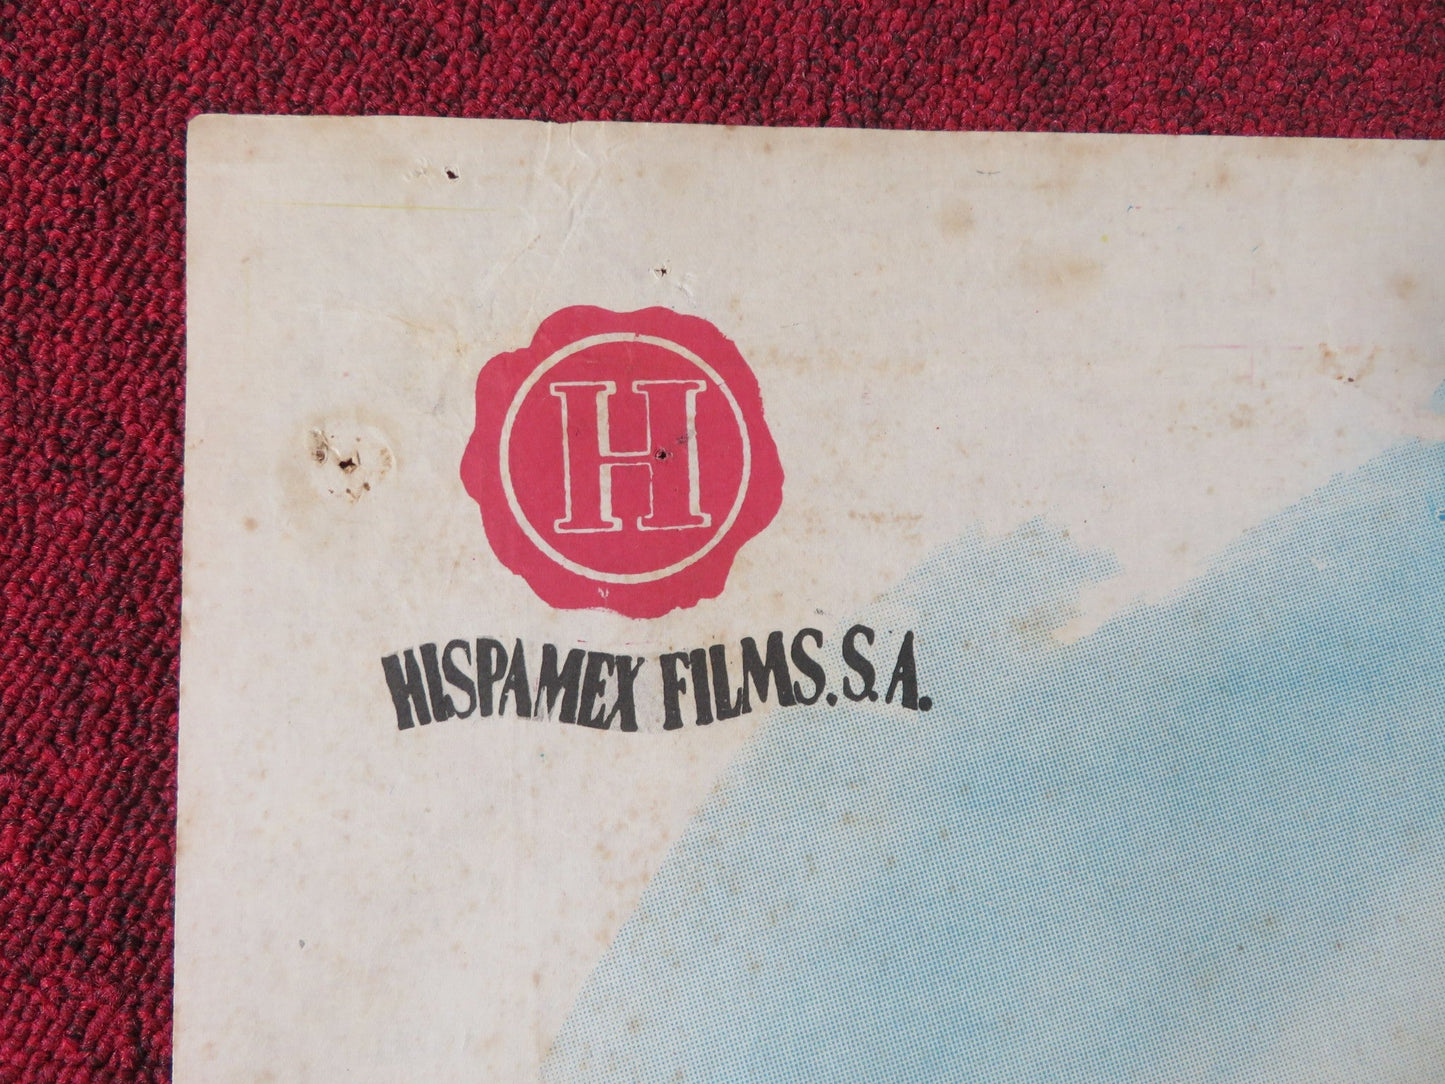 H
HISPAMEX FILMS. S. A.